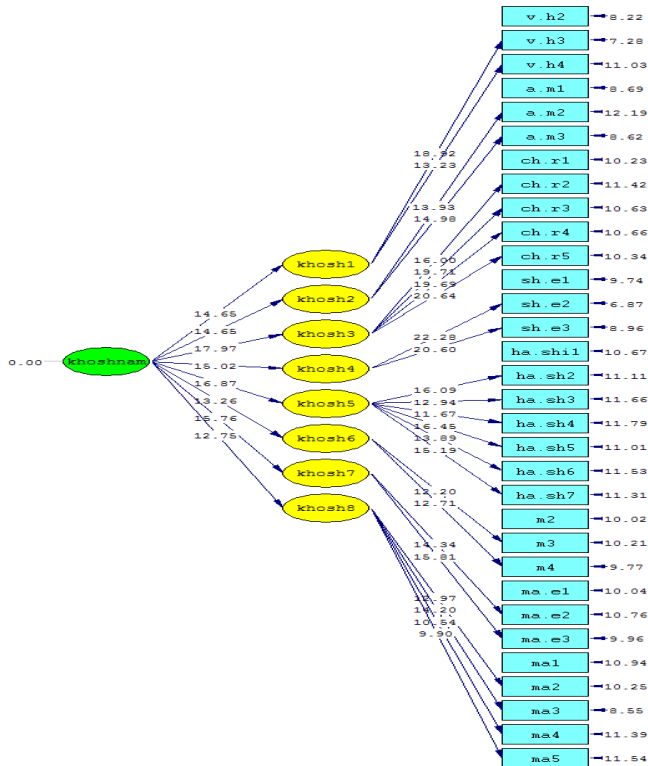 0.00
khoshnam
14.65
14.65
17.97
15.02
16.87
13.26
15.76
12.75
khosh1
khosh2
khosh3
khosh4
khosh5
khosh6
khosh7
khosh8
18.92
13.23
13.93
14.98
16.00
19.71
19.69
20.64
22.28
20.60
16.09
12.94
11.67
16.45
13.89
15.19
12.20
12.71
14.34
15.81
12.97
14.20
10.54
9.90
v.h2 8.22
v.h3 7.28
v.h4 11.03
a.m1 8.69
a.m2 12.19
a.m3 8.62
ch.r1 10.23
ch.r2 11.42
ch.r3 10.63
ch.r4 10.66
ch.r5 10.34
sh.e1 9.74
sh.e2 6.87
sh.e3 8.96
ha.shi1 10.67
ha.sh2 11.11
ha.sh3 11.66
ha.sh4 11.79
ha.sh5 11.01
ha.sh6 11.53
ha.sh7 11.31
m2 10.02
m3 10.21
m4 9.77
ma.e1 10.04
ma.e2 10.76
ma.e3 9.96
ma1 10.94
ma2 10.25
ma3 8.55
ma4 11.39
ma5 11.54